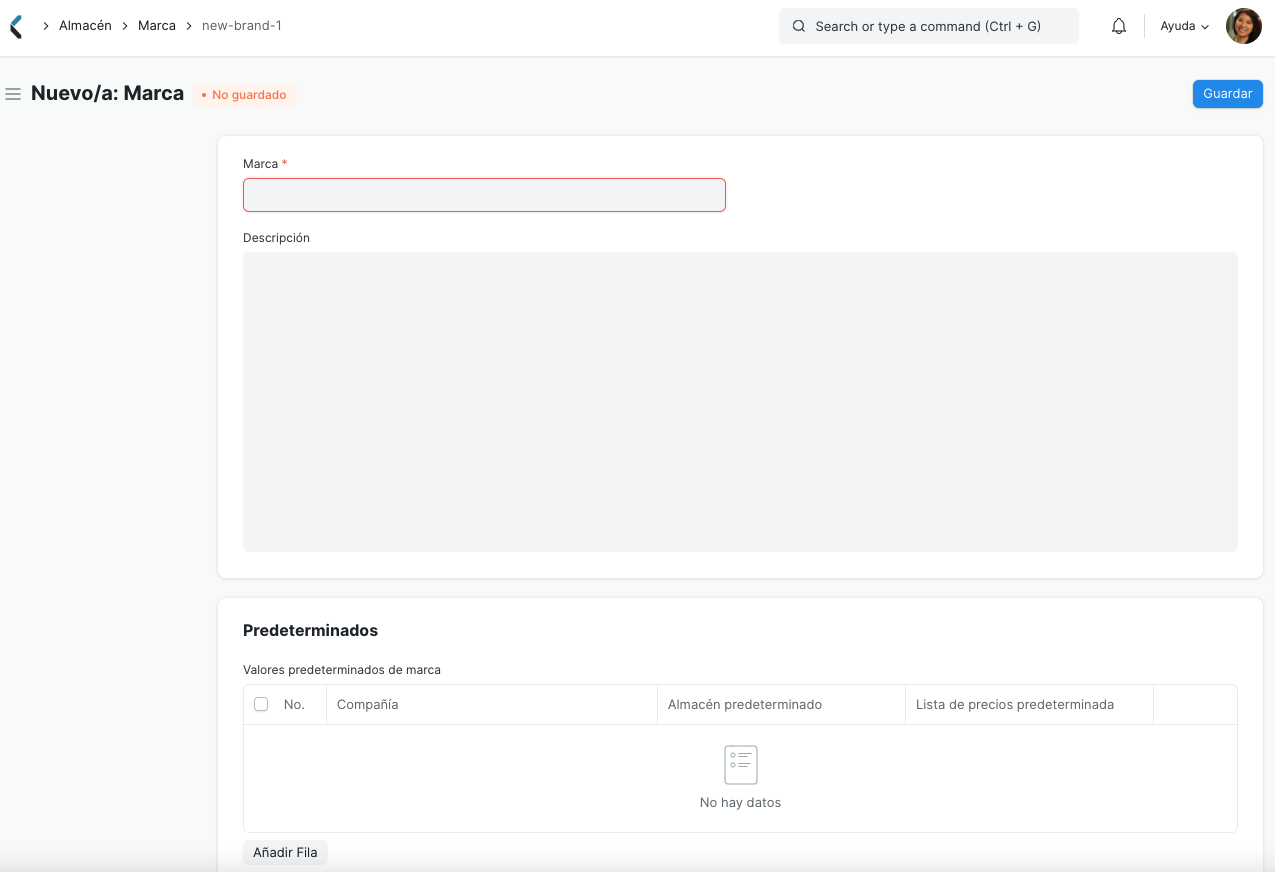 Almacén Marca new-brand-1 Search or type a command (Ctrl + G) Ayuda
Nuevo/a: Marca No guardado Guardar
Marca *
Descripción
Predeterminados
Valores predeterminados de marca
No. Compañía Almacén predeterminado Lista de precios predeterminada
No hay datos
Añadir Fila